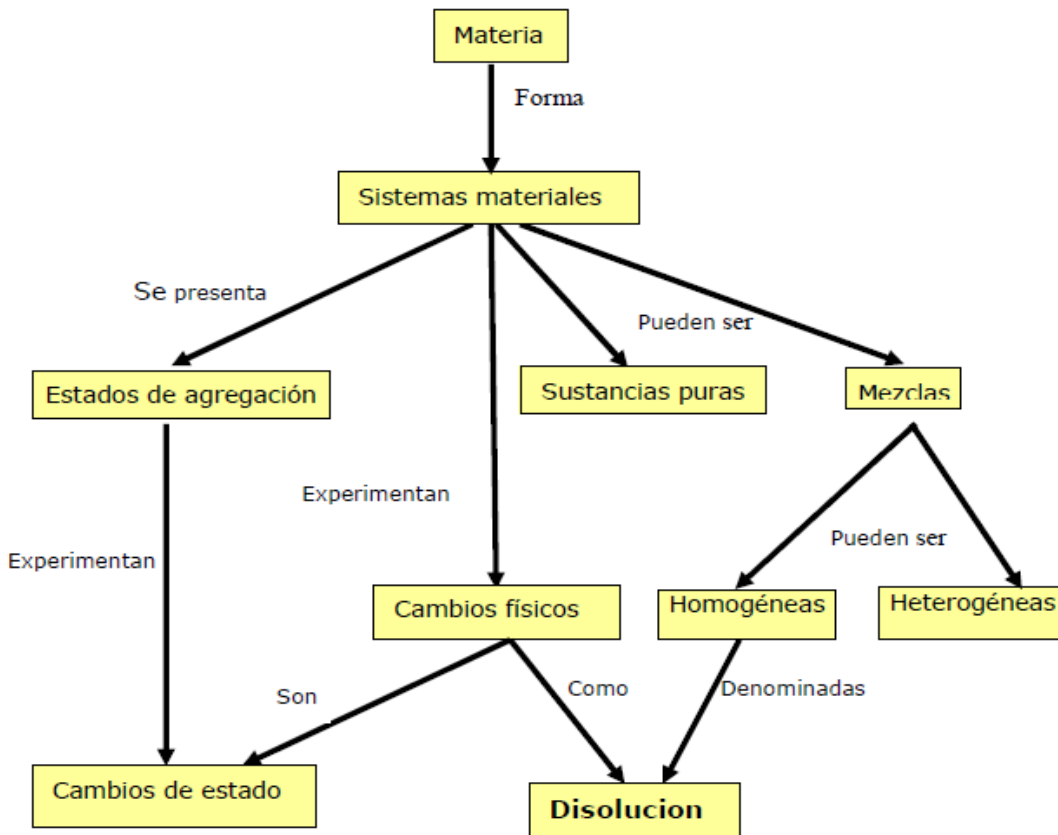 Materia
Forma
Sistemas materiales
Se presenta
Pueden ser
Estados de agregación
Sustancias puras
Mezclas
Experimentan
Pueden ser
Experimentan
Cambios físicos
Homogéneas
Heterogéneas
Son
Como
Denominadas
Cambios de estado
Disolucion